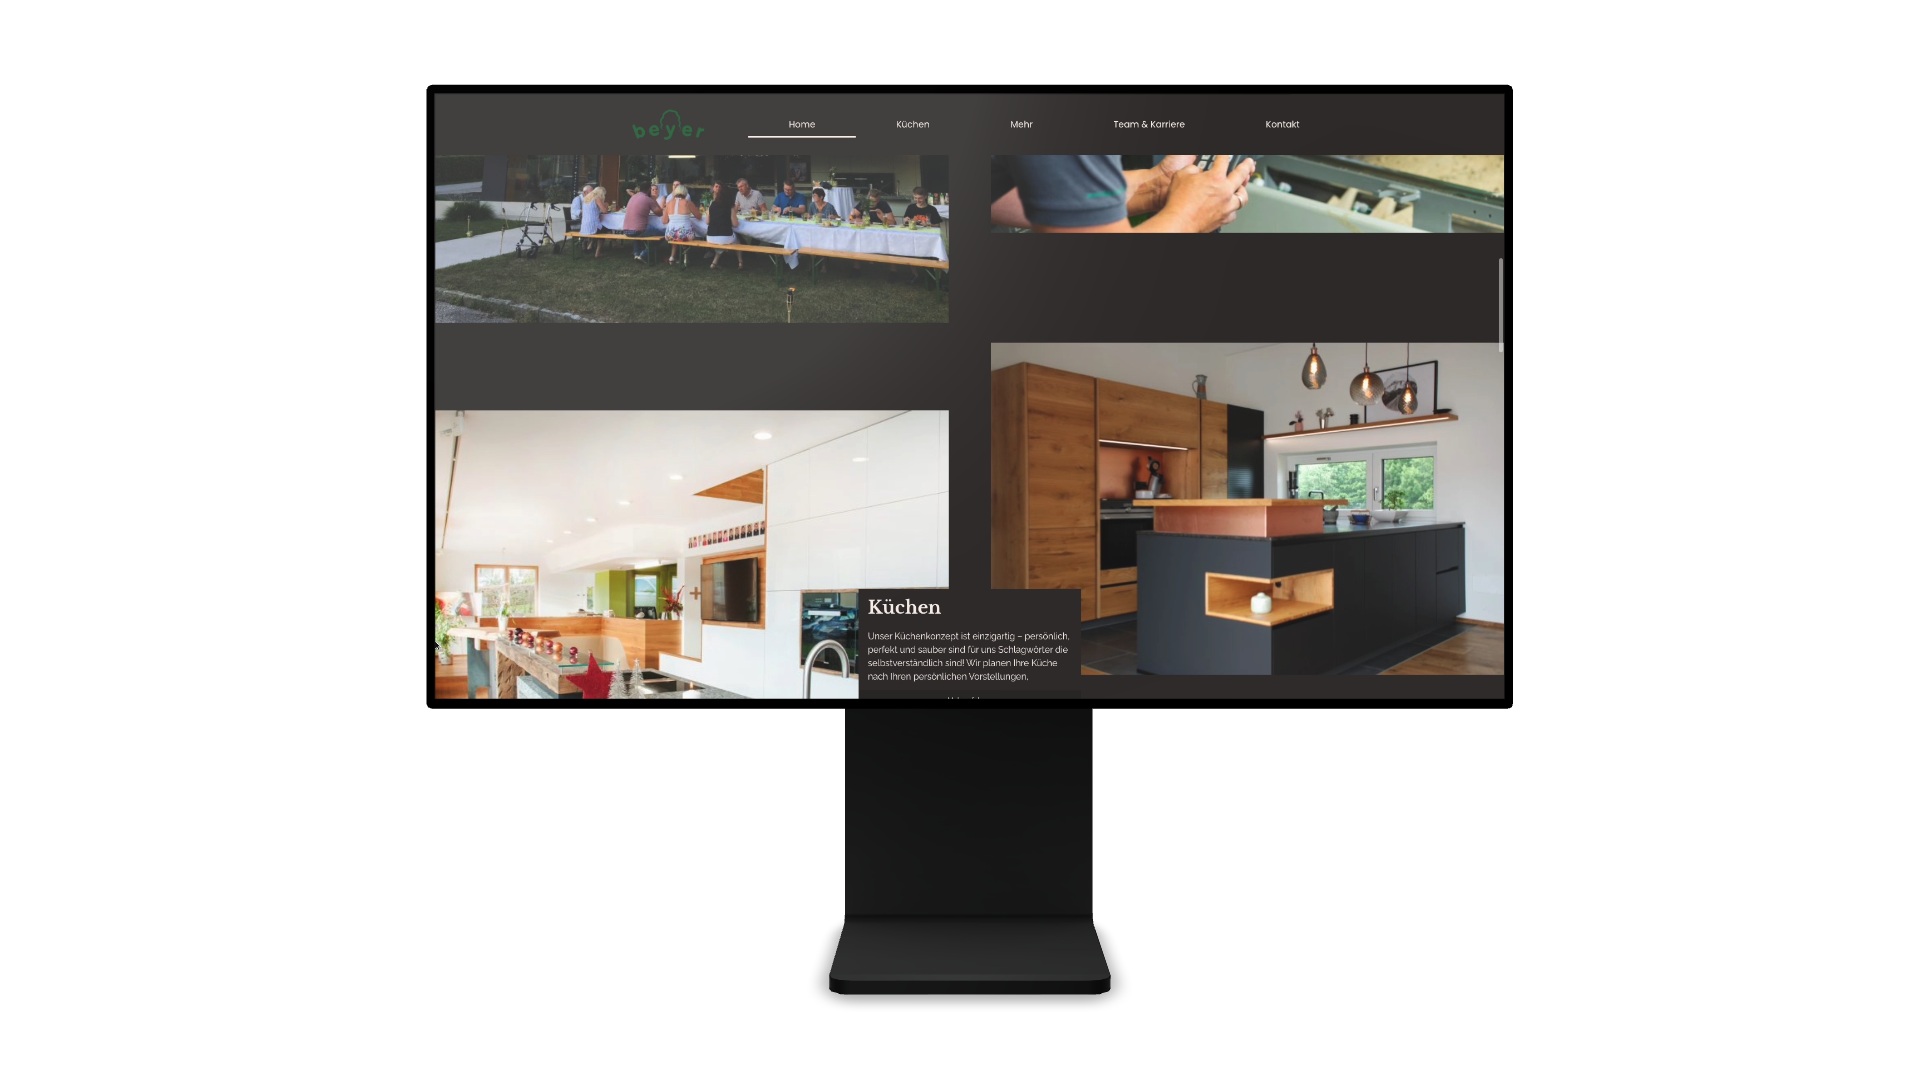 beyer
Home
Küchen
Mehr
Team & Karriere
Kontakt
Küchen
Unser Küchenkonzept ist einzigartig – persönlich,
perfekt und sauber sind für uns Schlagwörter die
selbstverständlich sind! Wir planen Ihre Küche
nach Ihren persönlichen Vorstellungen.